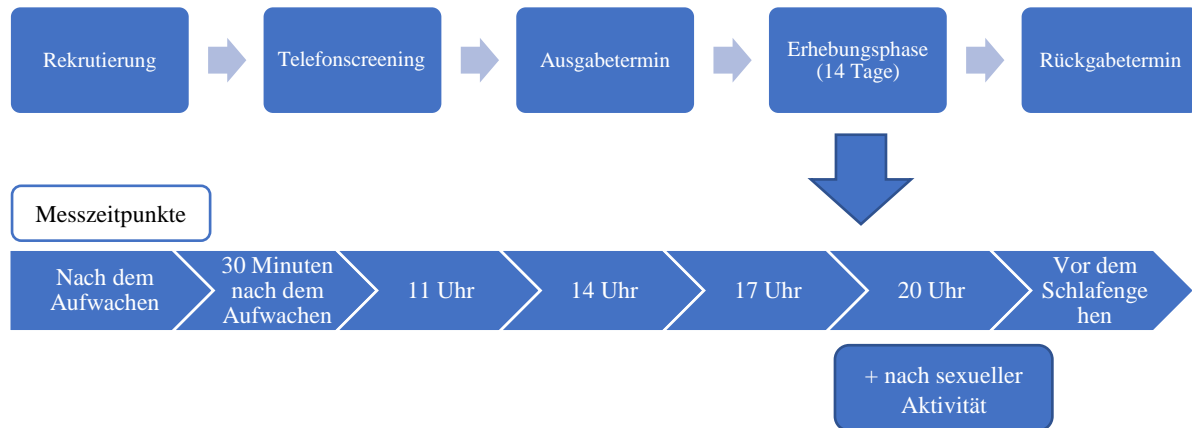 Rekrutierung
Telefonscreening
Ausgabetermin
Erhebungsphase
(14 Tage)
Rückgabetermin
Messzeitpunkte
Nach dem
Aufwachen
30 Minuten
nach dem
Aufwachen
11 Uhr
14 Uhr
17 Uhr
20 Uhr
Vor dem
Schlafenge
hen
+ nach sexueller
Aktivität